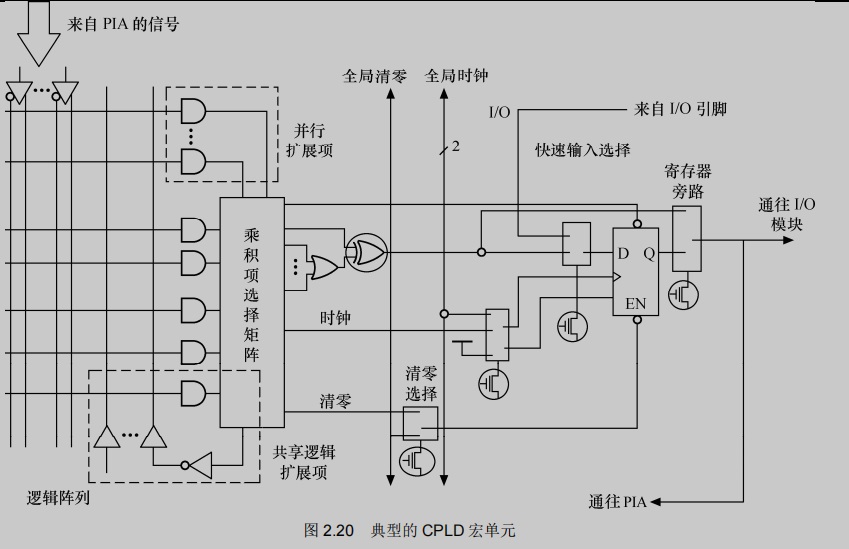 来自 PIA 的信号
全局清零
全局时钟
I/O
来自 I/O 引脚
2
快速输入选择
并行
扩展项
寄存器
旁路
通往 I/O
模块
乘积项选择矩阵
D
Q
EN
时钟
清零
选择
清零
共享逻辑
扩展项
逻辑阵列
通往PIA
图 2.20 典型的 CPLD 宏单元